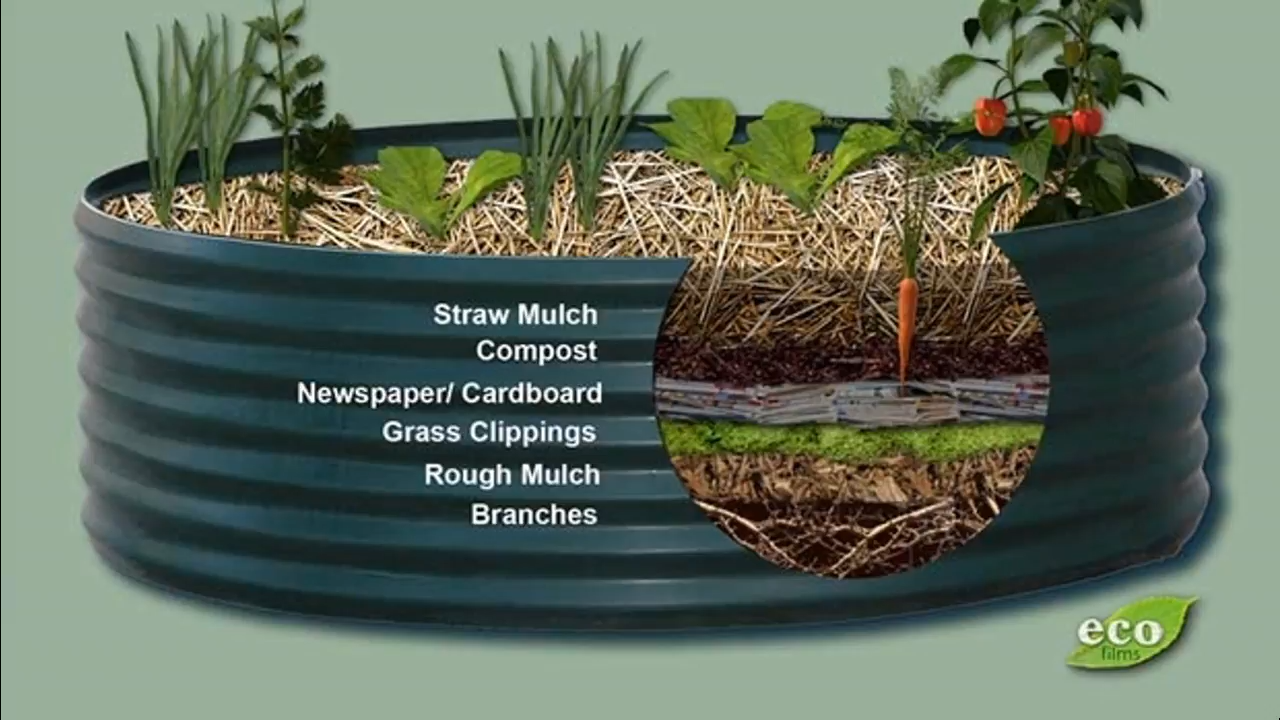 Straw Mulch
Compost
Newspaper/ Cardboard
Grass Clippings
Rough Mulch
Branches
eco
films